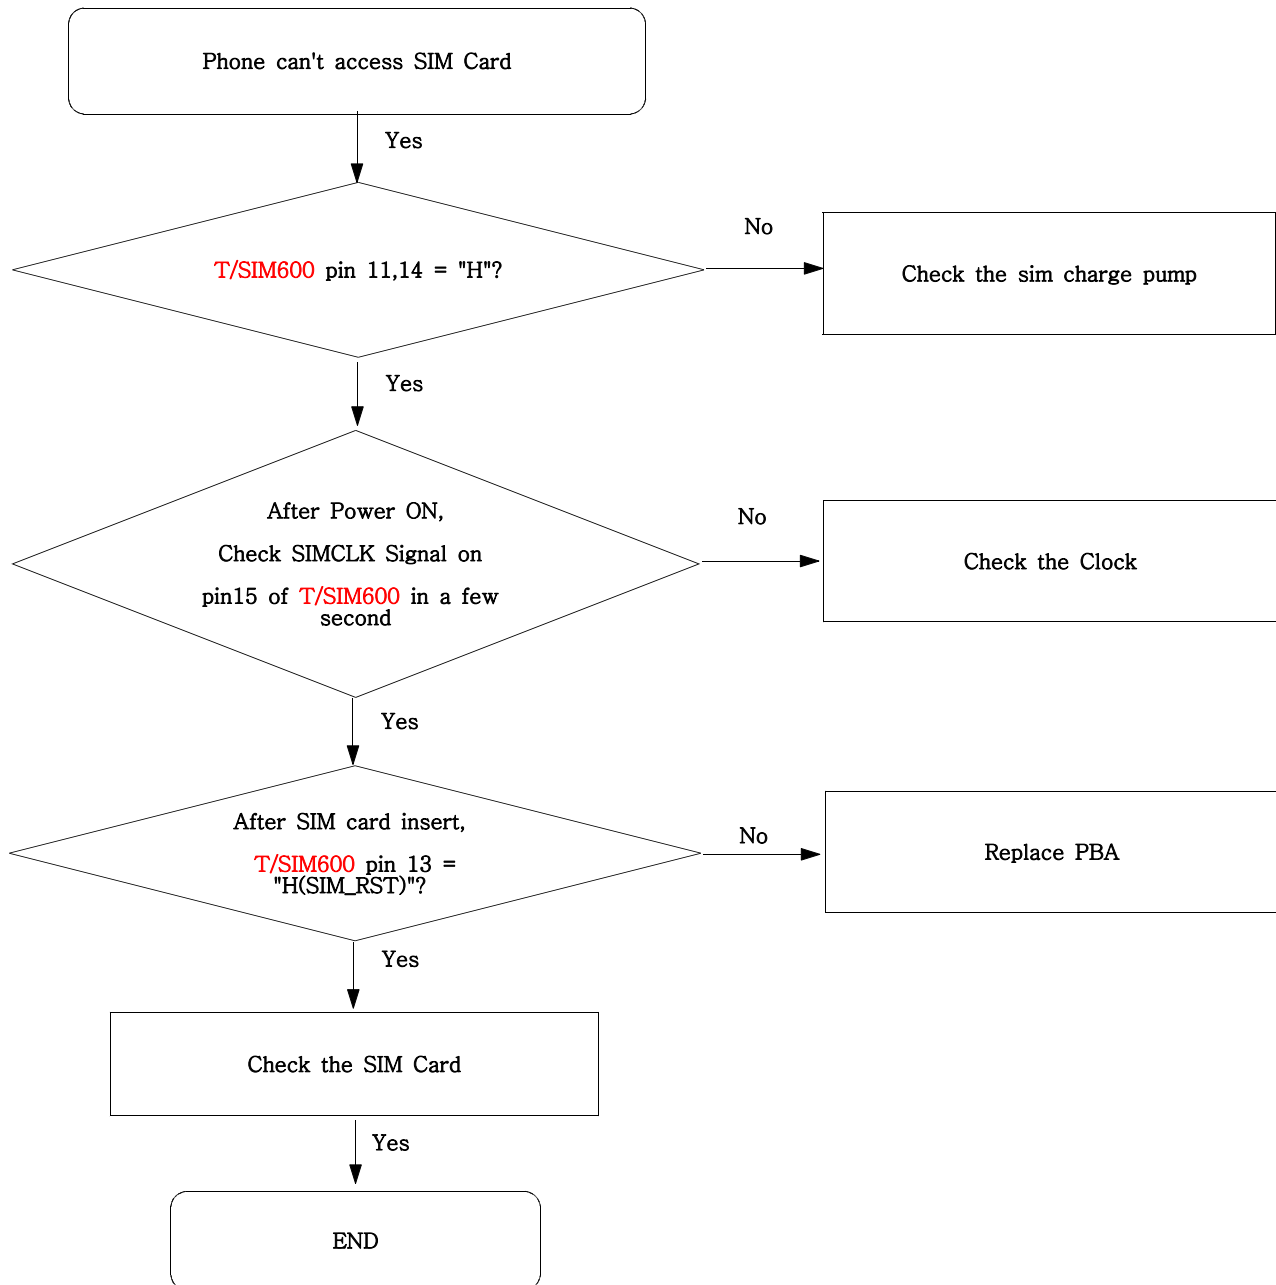 Phone can't access SIM Card
Yes
No
T/SIM600 pin 11,14 = "H"?
Check the sim charge pump
Yes
After Power ON,
No
Check SIMCLK Signal on
Check the Clock
pin15 of T/SIM600 in a few
second
Yes
After SIM card insert,
No
T/SIM600 pin 13 =
Replace PBA
"H(SIM_RST)"?
Yes
Check the SIM Card
Yes
END